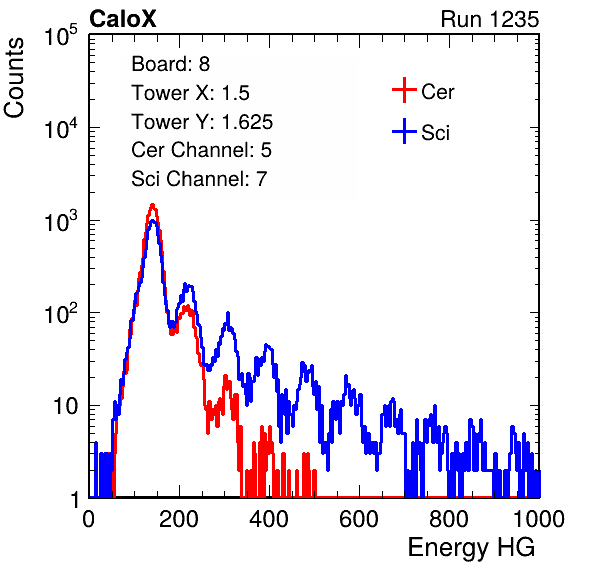 CaloX Run 1235
Counts
Board: 8
Tower X: 1.5
Tower Y: 1.625
Cer Channel: 5
Sci Channel: 7
Cer
Sci
10^5
10^4
10^3
10^2
10
1
0 200 400 600 800 1000
Energy HG